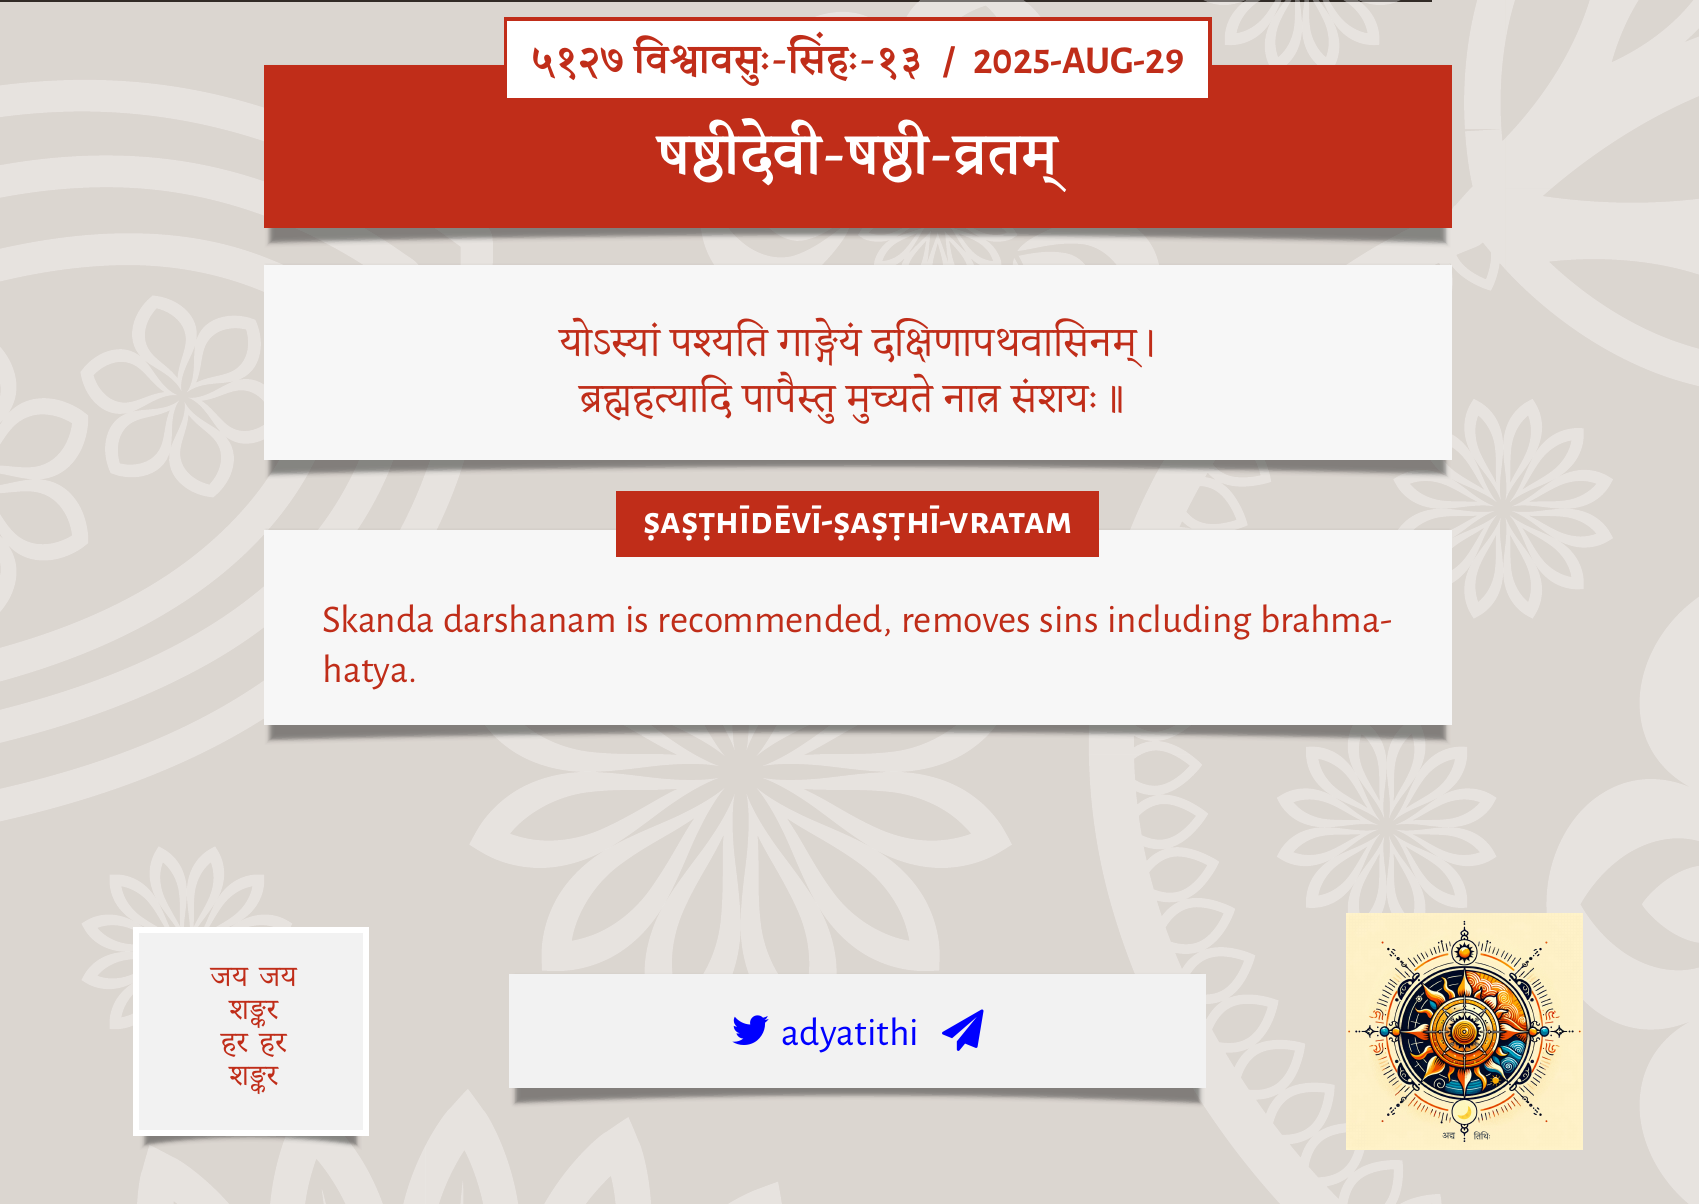 ५१२७ विश्वावसुः-सिंहः-१३ / 2025-AUG-29
षष्ठीदेवी-षष्ठी-व्रतम्
योऽस्यां पश्यति गाङ्गेयं दक्षिणापथवासिनम्।
ब्रह्महत्यादि पापैस्तु मुच्यते नात्र संशयः॥
ṢAṢṬHĪDĒVĪ-ṢAṢṬHĪ-VRATAM
Skanda darshanam is recommended, removes sins including brahma-
hatya.
जय जय
शङ्कर
हर हर
शङ्कर
adyatithi
अद्य तिथिः